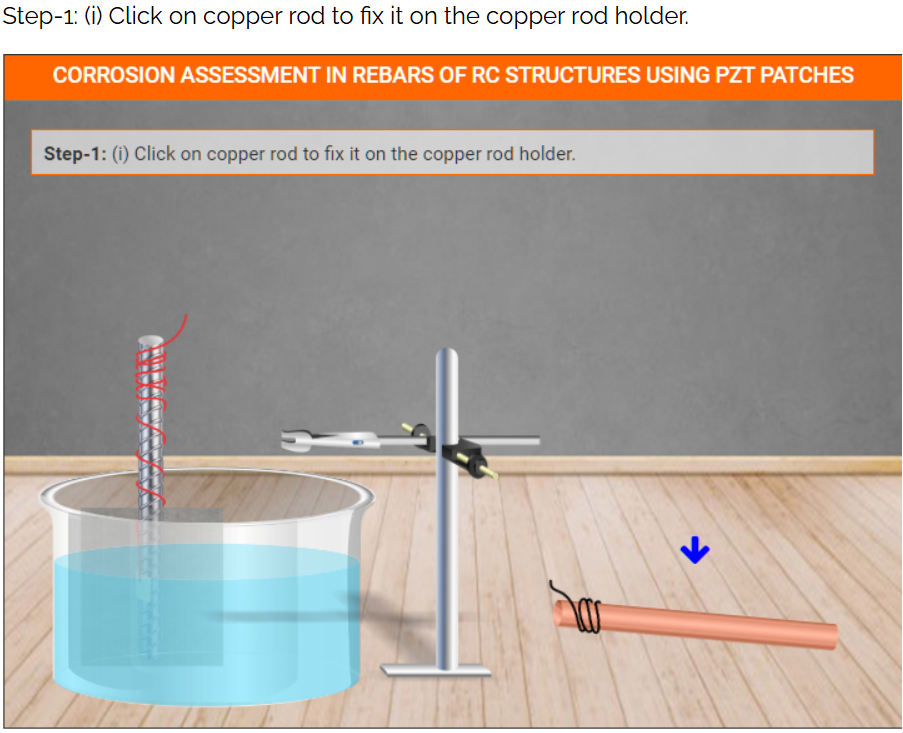 Step-1: (i) Click on copper rod to fix it on the copper rod holder.
CORROSION ASSESSMENT IN REBARS OF RC STRUCTURES USING PZT PATCHES
Step-1: (i) Click on copper rod to fix it on the copper rod holder.